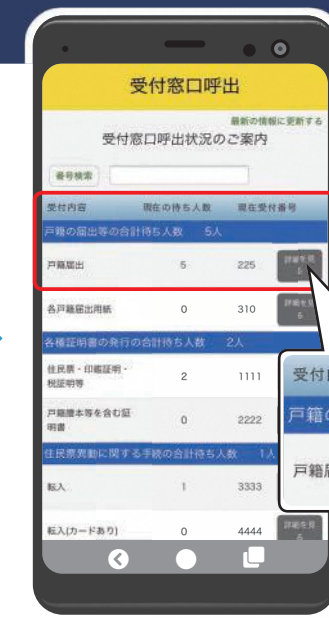 受付窓口呼出
最新の情報に更新する
受付窓口呼出状況のご案内
番号検索
受付内容 現在の待ち人数 現在受付番号
戸籍の届出等の合計待ち人数 5人
戸籍届出 5 225 詳細を見る
各戸籍届出用紙 0 310 詳細を見る
各種証明書の発行の合計待ち人数 2人
住民票・印鑑証明・税証明等 2 1111
戸籍謄本等を含む証明書 0 2222
住民票異動に関する手続の合計待ち人数 1人
転入 1 3333
転入(カードあり) 0 4444 詳細を見る
受付
戸籍の
戸籍